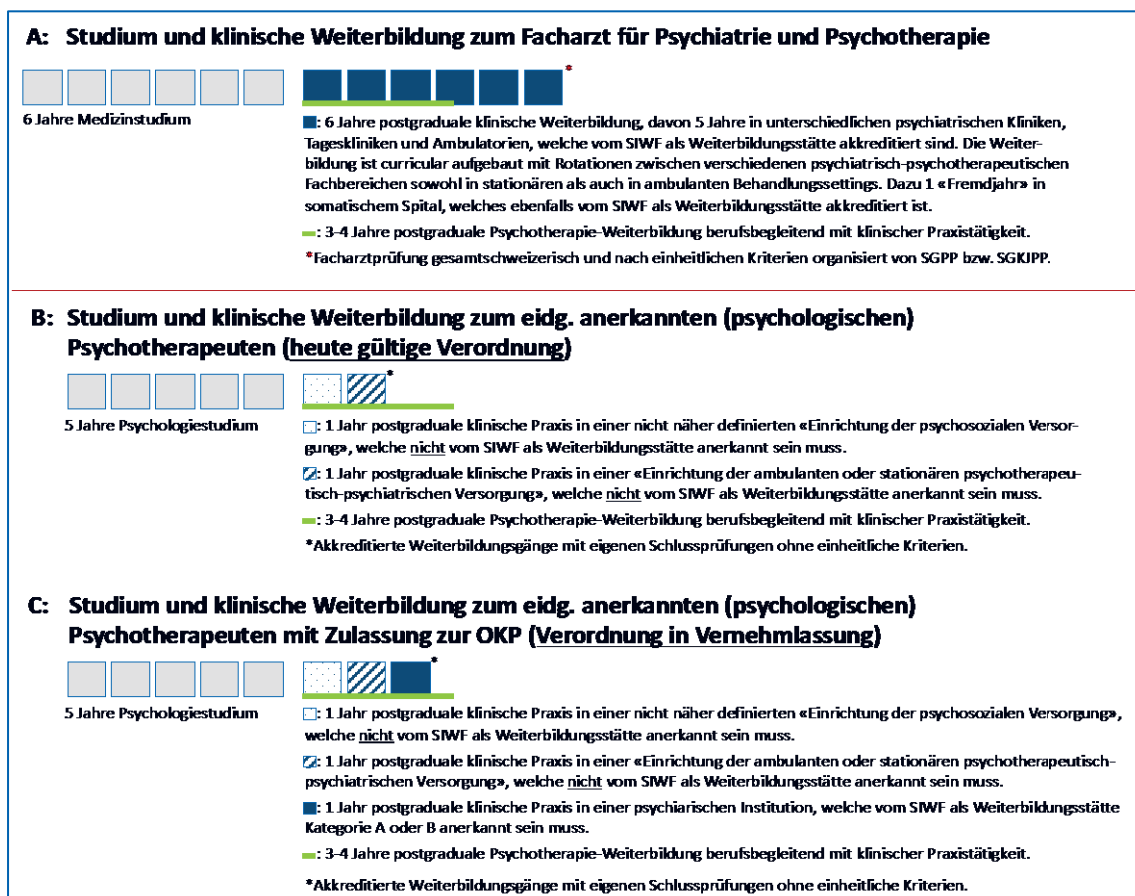 A: Studium und klinische Weiterbildung zum Facharzt für Psychiatrie und Psychotherapie
*
6 Jahre Medizinstudium
: 6 Jahre postgraduale klinische Weiterbildung, davon 5 Jahre in unterschiedlichen psychiatrischen Kliniken,
Tageskliniken und Ambulatorien, welche vom SIWF als Weiterbildungsstätte akkreditiert sind. Die Weiter-
bildung ist curricular aufgebaut mit Rotationen zwischen verschiedenen psychiatrisch-psychotherapeutischen
Fachbereichen sowohl in stationären als auch in ambulanten Behandlungssettings. Dazu 1 «Fremdjahr» in
somatischem Spital, welches ebenfalls vom SIWF als Weiterbildungsstätte akkreditiert ist.
: 3-4 Jahre postgraduale Psychotherapie-Weiterbildung berufsbegleitend mit klinischer Praxistätigkeit.
*Facharztprüfung gesamtschweizerisch und nach einheitlichen Kriterien organisiert von SGPP bzw. SGKJPP.
B: Studium und klinische Weiterbildung zum eidg. anerkannten (psychologischen)
Psychotherapeuten (heute gültige Verordnung)
*
5 Jahre Psychologiestudium
: 1 Jahr postgraduale klinische Praxis in einer nicht näher definierten «Einrichtung der psychosozialen Versor-
gung», welche nicht vom SIWF als Weiterbildungsstätte anerkannt sein muss.
: 1 Jahr postgraduale klinische Praxis in einer «Einrichtung der ambulanten oder stationären psychotherapeu-
tisch-psychiatrischen Versorgung», welche nicht vom SIWF als Weiterbildungsstätte anerkannt sein muss.
: 3-4 Jahre postgraduale Psychotherapie-Weiterbildung berufsbegleitend mit klinischer Praxistätigkeit.
*Akkreditierte Weiterbildungsgänge mit eigenen Schlussprüfungen ohne einheitliche Kriterien.
C: Studium und klinische Weiterbildung zum eidg. anerkannten (psychologischen)
Psychotherapeuten mit Zulassung zur OKP (Verordnung in Vernehmlassung)
*
5 Jahre Psychologiestudium
: 1 Jahr postgraduale klinische Praxis in einer nicht näher definierten «Einrichtung der psychosozialen Versorgung»,
welche nicht vom SIWF als Weiterbildungsstätte anerkannt sein muss.
: 1 Jahr postgraduale klinische Praxis in einer «Einrichtung der ambulanten oder stationären psychotherapeutisch-
psychiatrischen Versorgung», welche nicht vom SIWF als Weiterbildungsstätte anerkannt sein muss.
: 1 Jahr postgraduale klinische Praxis in einer psychiarischen Institution, welche vom SIWF als Weiterbildungsstätte
Kategorie A oder B anerkannt sein muss.
: 3-4 Jahre postgraduale Psychotherapie-Weiterbildung berufsbegleitend mit klinischer Praxistätigkeit.
*Akkreditierte Weiterbildungsgänge mit eigenen Schlussprüfungen ohne einheitliche Kriterien.